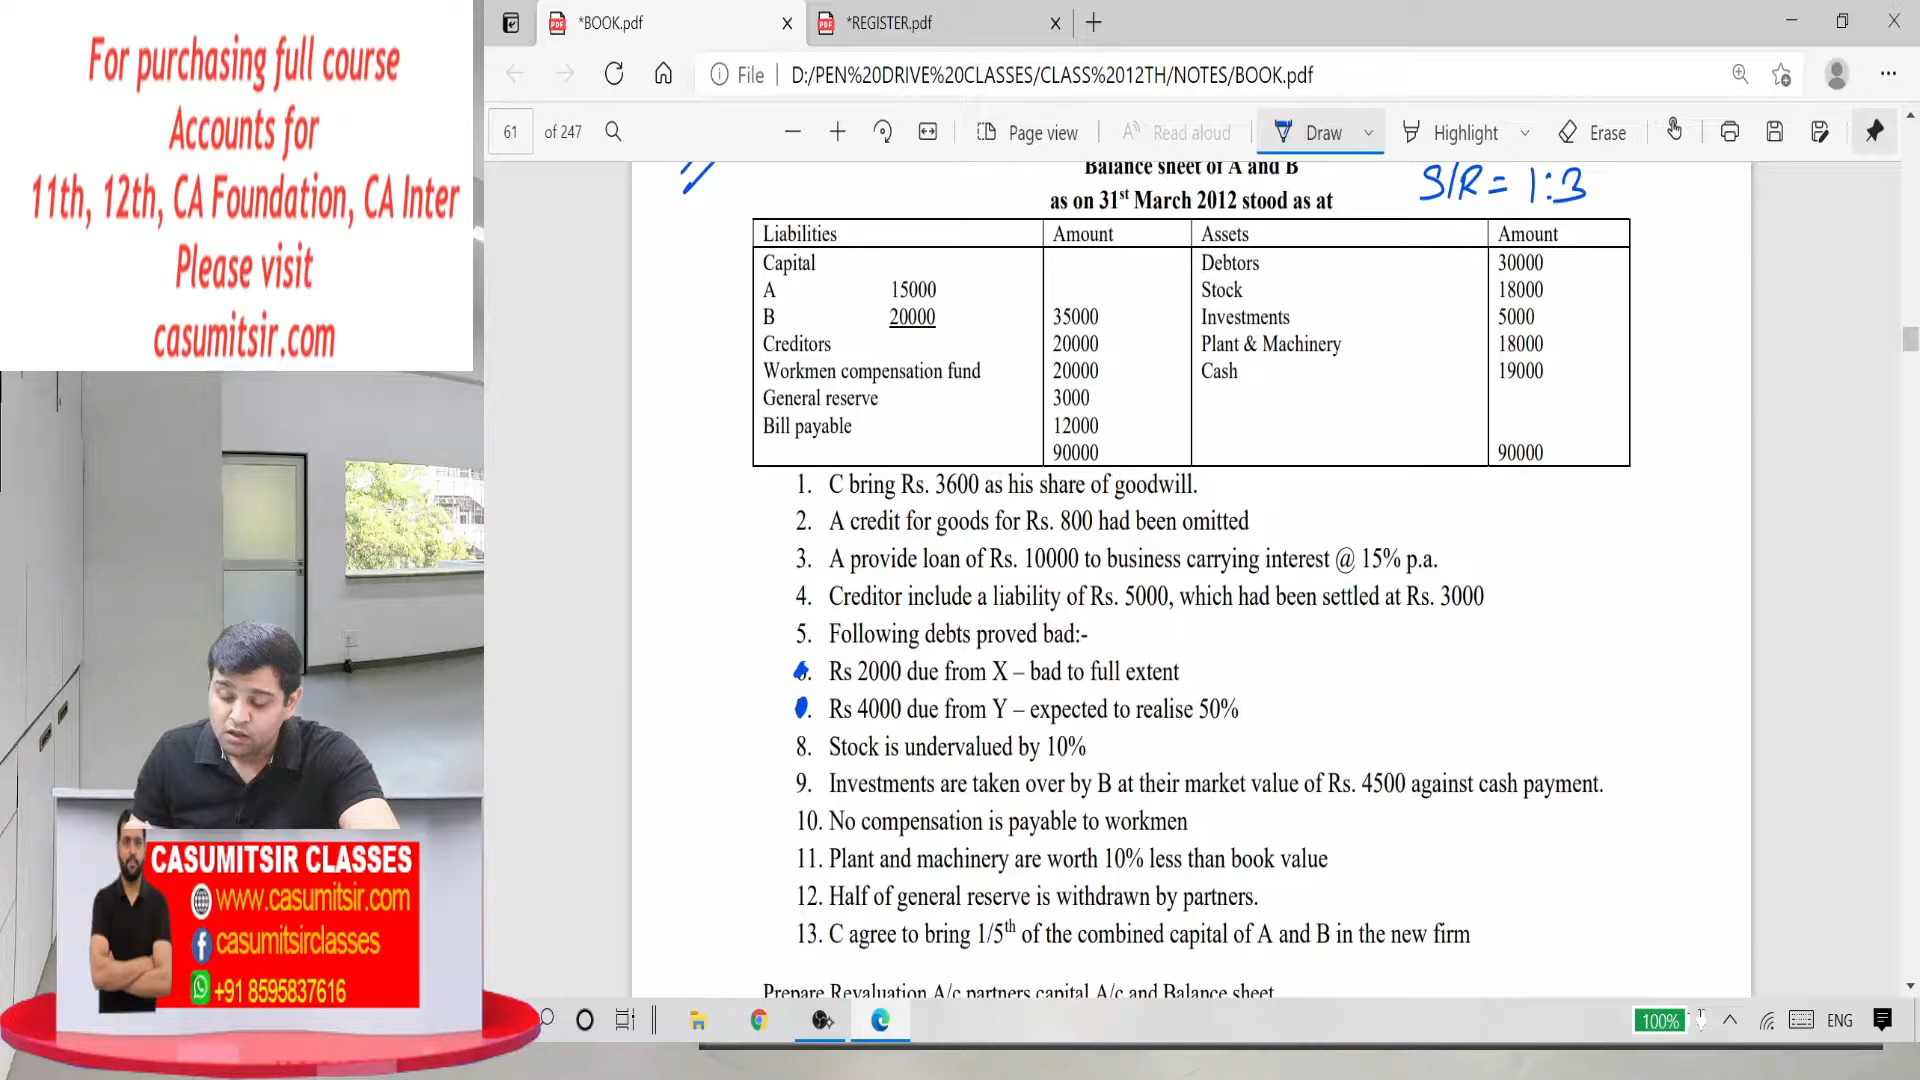 For purchasing full course
Accounts for
11th, 12th, CA Foundation, CA Inter
Please visit
casumitsir.com
CASUMITSIR CLASSES
www.casumitsir.com
casumitsirclasses
+91 8595837616
*BOOK.pdf
*REGISTER.pdf
File
D:/PEN%20DRIVE%20CLASSES/CLASS%2012TH/NOTES/BOOK.pdf
61 of 247
Page view
Read aloud
Draw
Highlight
Erase
Balance sheet of A and B
S/R = 1:3
as on 31st March 2012 stood as at
Liabilities Amount Assets Amount
Capital Debtors 30000
A 15000 Stock 18000
B 20000 35000 Investments 5000
Creditors 20000 Plant & Machinery 18000
Workmen compensation fund 20000 Cash 19000
General reserve 3000
Bill payable 12000
90000 90000
1. C bring Rs. 3600 as his share of goodwill.
2. A credit for goods for Rs. 800 had been omitted
3. A provide loan of Rs. 10000 to business carrying interest @ 15% p.a.
4. Creditor include a liability of Rs. 5000, which had been settled at Rs. 3000
5. Following debts proved bad:-
Rs 2000 due from X – bad to full extent
Rs 4000 due from Y – expected to realise 50%
8. Stock is undervalued by 10%
9. Investments are taken over by B at their market value of Rs. 4500 against cash payment.
10. No compensation is payable to workmen
11. Plant and machinery are worth 10% less than book value
12. Half of general reserve is withdrawn by partners.
13. C agree to bring 1/5th of the combined capital of A and B in the new firm
Prepare Revaluation A/c partners capital A/c and Balance sheet
100%
ENG